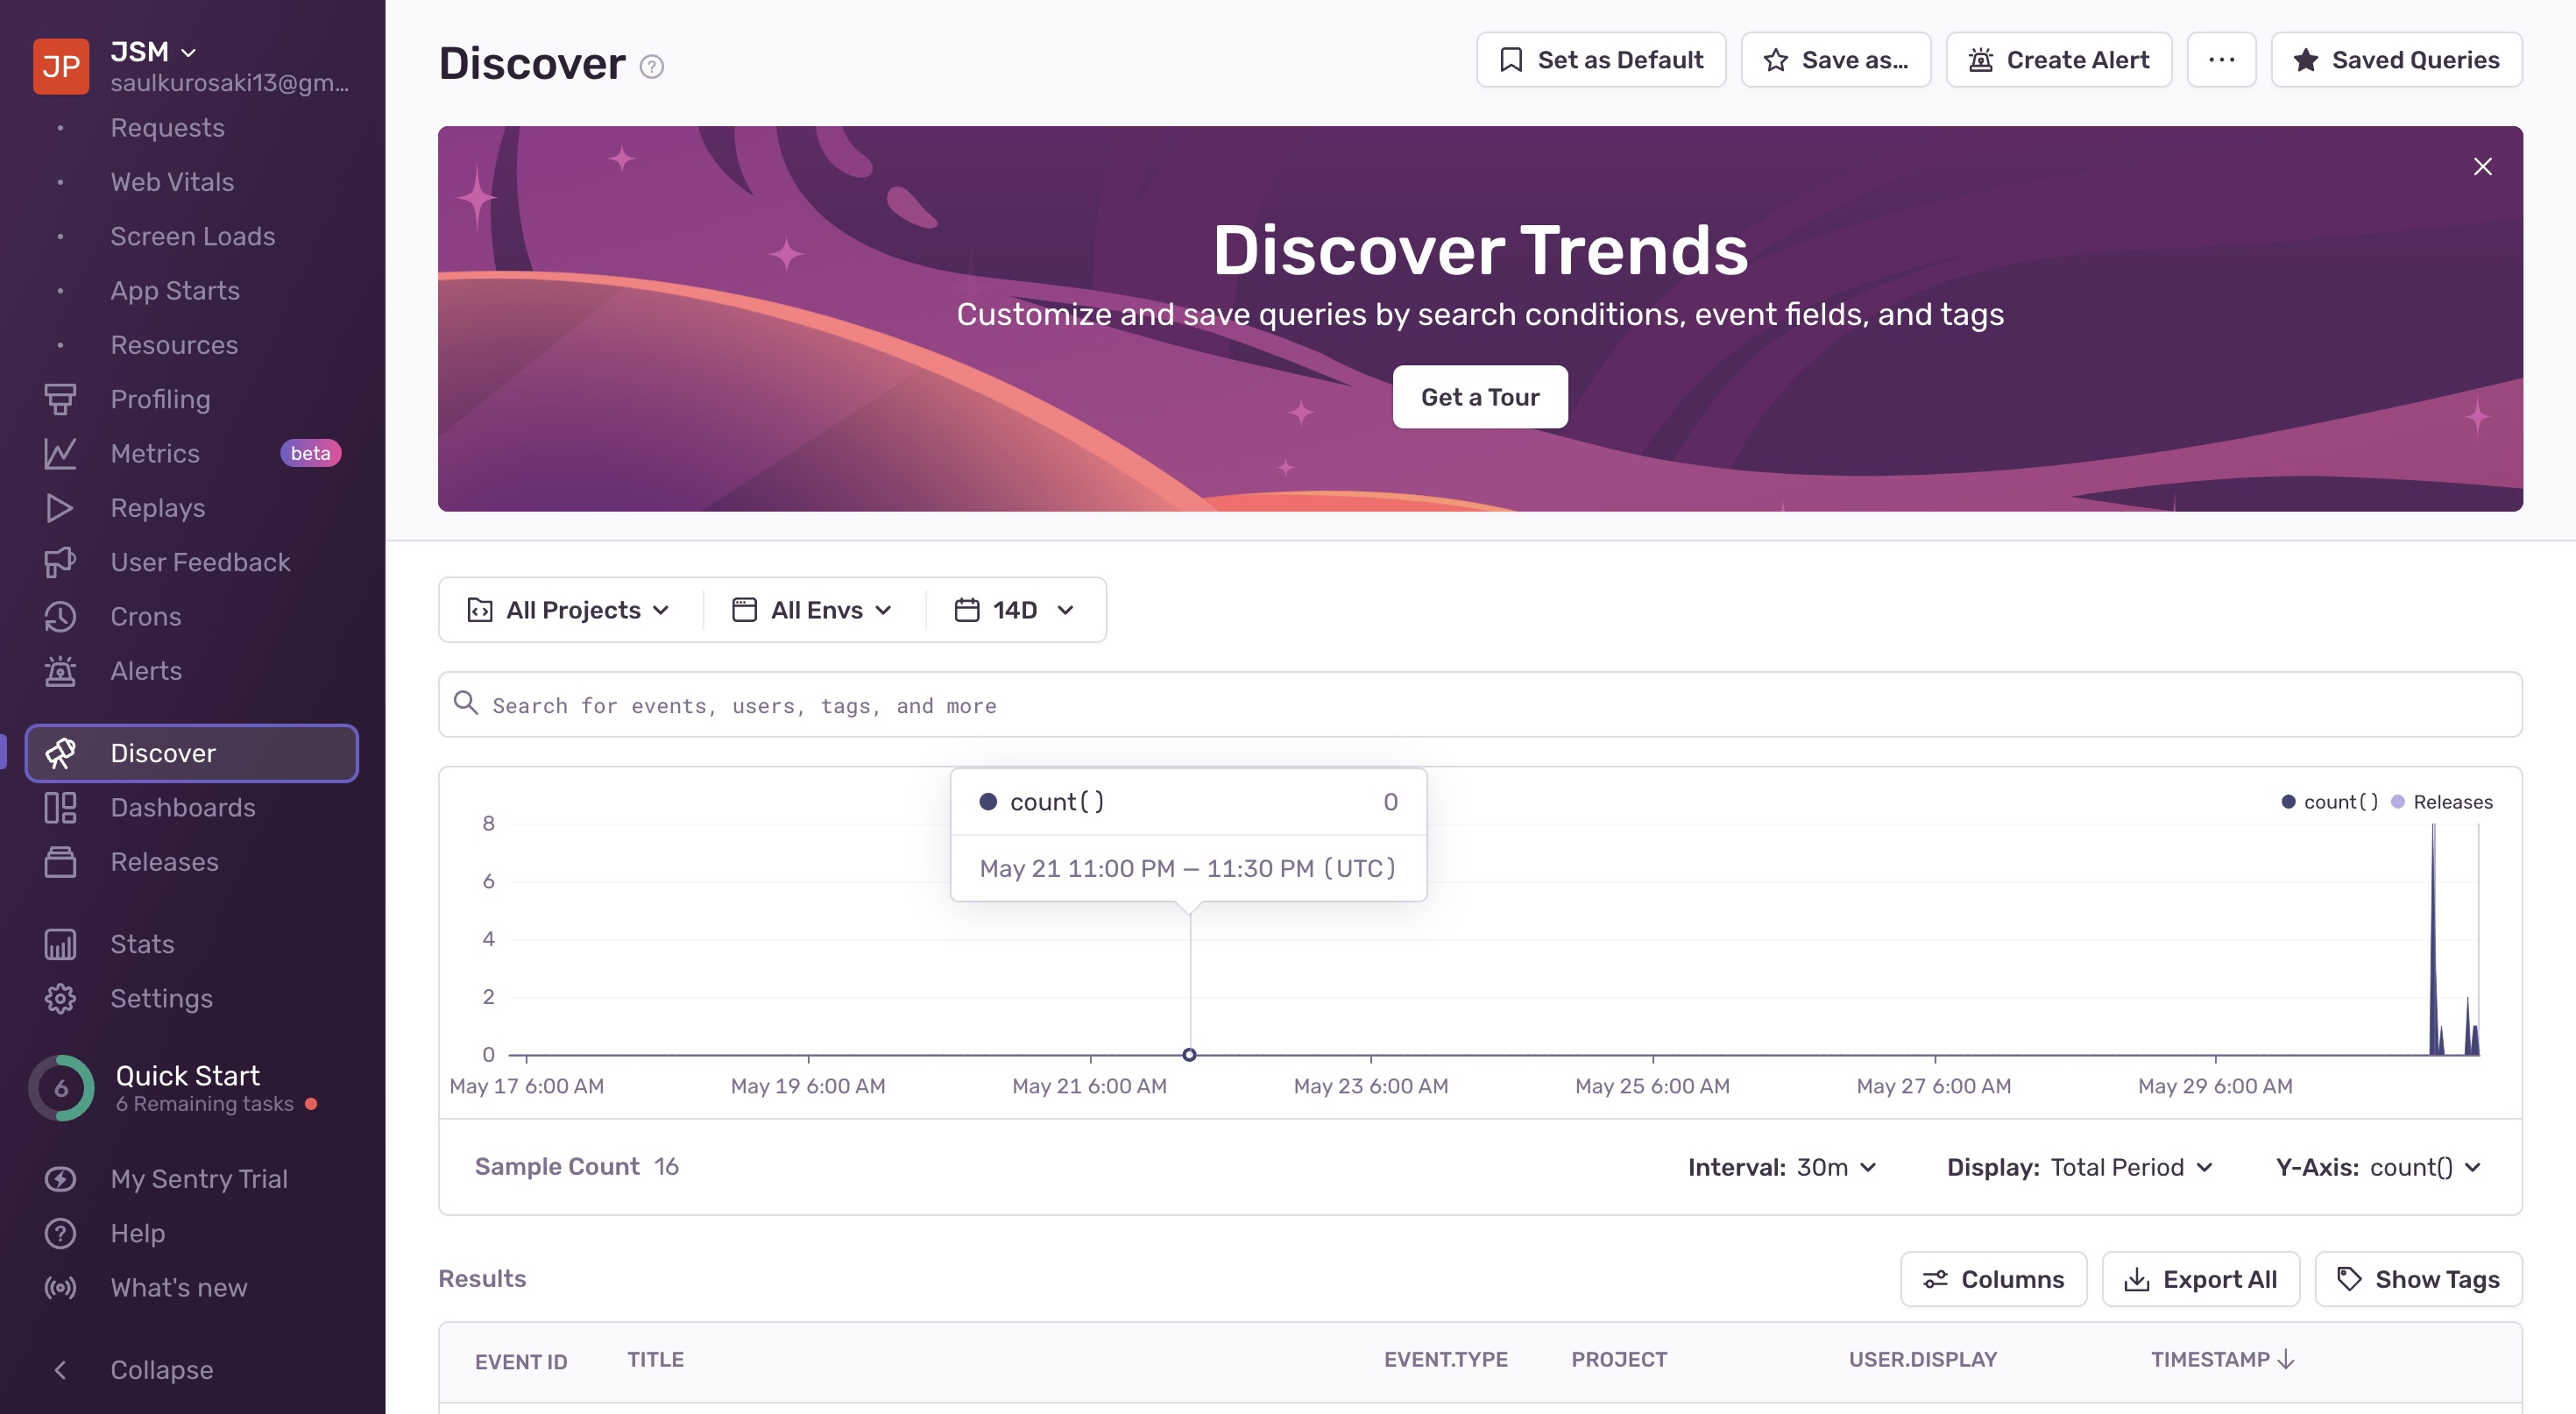 JP
JSM
saulkurosaki13@gm...
Requests
Web Vitals
Screen Loads
App Starts
Resources
Profiling
Metrics beta
Replays
User Feedback
Crons
Alerts
Discover
Dashboards
Releases
Stats
Settings
6
Quick Start
6 Remaining tasks
My Sentry Trial
Help
What's new
Collapse
Discover ?
Set as Default
Save as...
Create Alert
Saved Queries
Discover Trends
Customize and save queries by search conditions, event fields, and tags
Get a Tour
All Projects
All Envs
14D
Search for events, users, tags, and more
count() 0
May 21 11:00 PM — 11:30 PM (UTC)
count() Releases
8
6
4
2
0
May 17 6:00 AM May 19 6:00 AM May 21 6:00 AM May 23 6:00 AM May 25 6:00 AM May 27 6:00 AM May 29 6:00 AM
Sample Count 16
Interval: 30m
Display: Total Period
Y-Axis: count()
Results
Columns
Export All
Show Tags
EVENT ID TITLE EVENT.TYPE PROJECT USER.DISPLAY TIMESTAMP